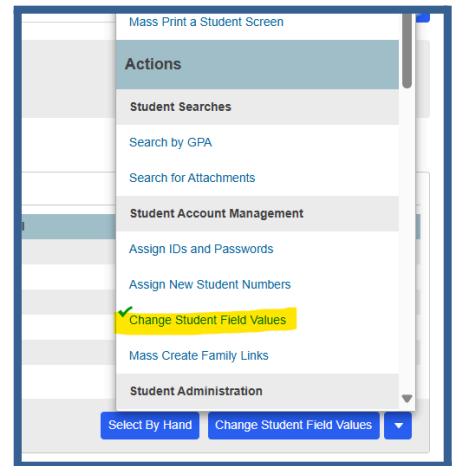 Mass Print a Student Screen
Actions
Student Searches
Search by GPA
Search for Attachments
Student Account Management
Assign IDs and Passwords
Assign New Student Numbers
Change Student Field Values
Mass Create Family Links
Student Administration
Select By Hand
Change Student Field Values